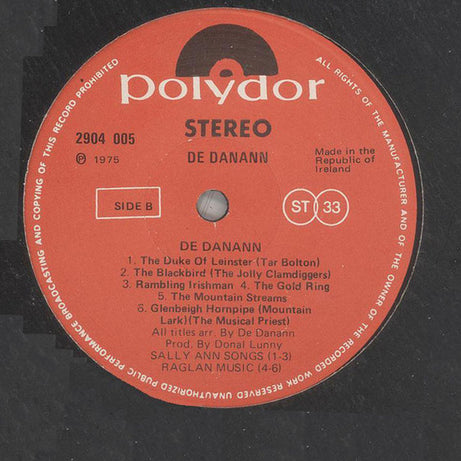 polydor
STEREO
2904 005
DE DANANN
℗ 1975
Made in the
Republic of
Ireland
SIDE B
ST 33
DE DANANN
1. The Duke Of Leinster (Tar Bolton)
2. The Blackbird (The Jolly Clamdiggers)
3. Rambling Irishman 4. The Gold Ring
5. The Mountain Streams
6. Glenbeigh Hornpipe (Mountain
Lark)(The Musical Priest)
All titles arr. By De Danann
Prod. By Donal Lunny
SALLY ANN SONGS (1-3)
RAGLAN MUSIC (4-6)
ALL RIGHTS OF THE MANUFACTURER AND OF THE OWNER OF THE RECORDED WORK RESERVED UNAUTHORIZED PUBLIC PERFORMANCE BROADCASTING AND COPYING OF THIS RECORD PROHIBITED